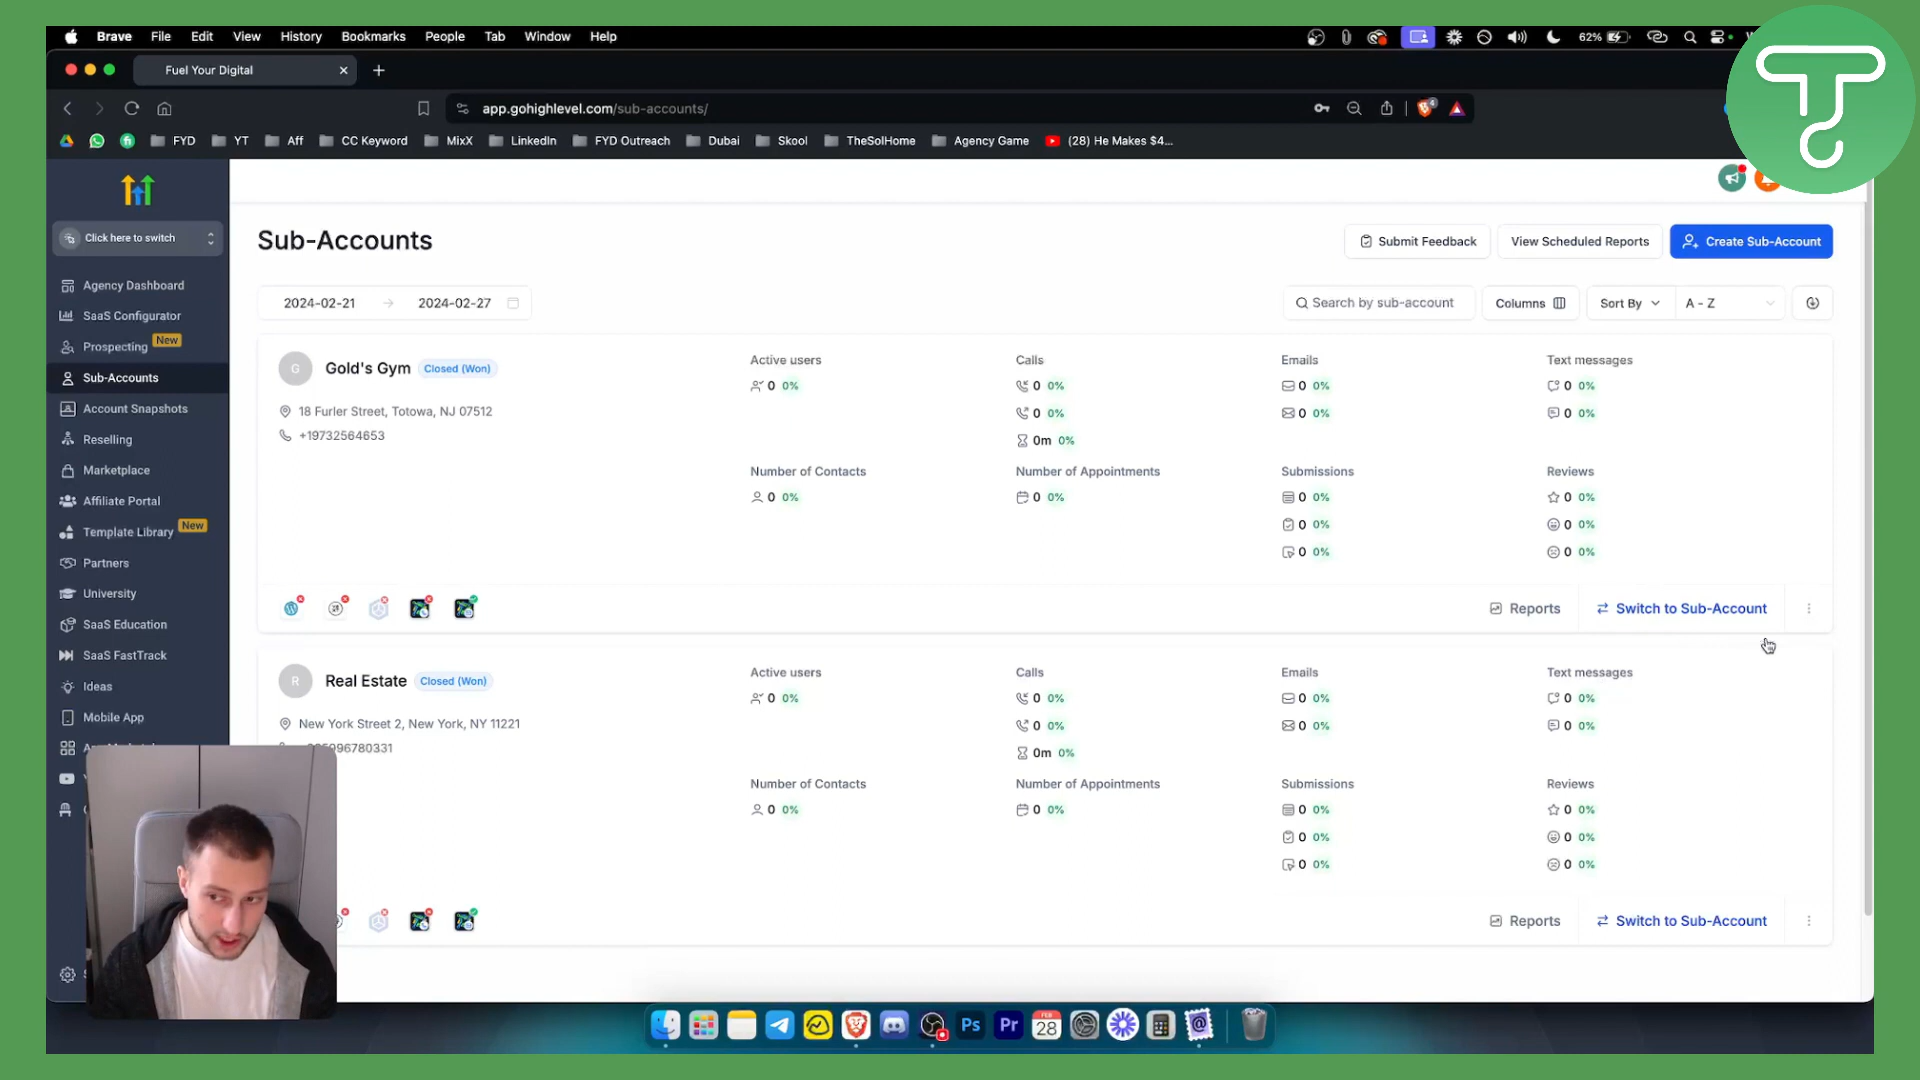 Brave File Edit View History Bookmarks People Tab Window Help
62%
Fuel Your Digital
app.gohighlevel.com/sub-accounts/
FYD YT Aff CC Keyword MixX LinkedIn FYD Outreach Dubai Skool TheSolHome Agency Game (28) He Makes $4...
Click here to switch
Agency Dashboard
SaaS Configurator
Prospecting New
Sub-Accounts
Account Snapshots
Reselling
Marketplace
Affiliate Portal
Template Library New
Partners
University
SaaS Education
SaaS FastTrack
Ideas
Mobile App
Sub-Accounts
Submit Feedback View Scheduled Reports Create Sub-Account
2024-02-21 2024-02-27
Search by sub-account Columns Sort By A - Z
G Gold's Gym Closed (Won)
18 Furler Street, Totowa, NJ 07512
+19732564653
Active users Calls Emails Text messages
0 0% 0 0% 0 0% 0 0%
0 0% 0 0% 0 0%
0m 0%
Number of Contacts Number of Appointments Submissions Reviews
0 0% 0 0% 0 0% 0 0%
0 0% 0 0%
0 0% 0 0%
Reports Switch to Sub-Account
R Real Estate Closed (Won)
New York Street 2, New York, NY 11221
096780331
Active users Calls Emails Text messages
0 0% 0 0% 0 0% 0 0%
0 0% 0 0% 0 0%
0m 0%
Number of Contacts Number of Appointments Submissions Reviews
0 0% 0 0% 0 0% 0 0%
0 0% 0 0%
0 0% 0 0%
Reports Switch to Sub-Account
Ps Pr FEB 28